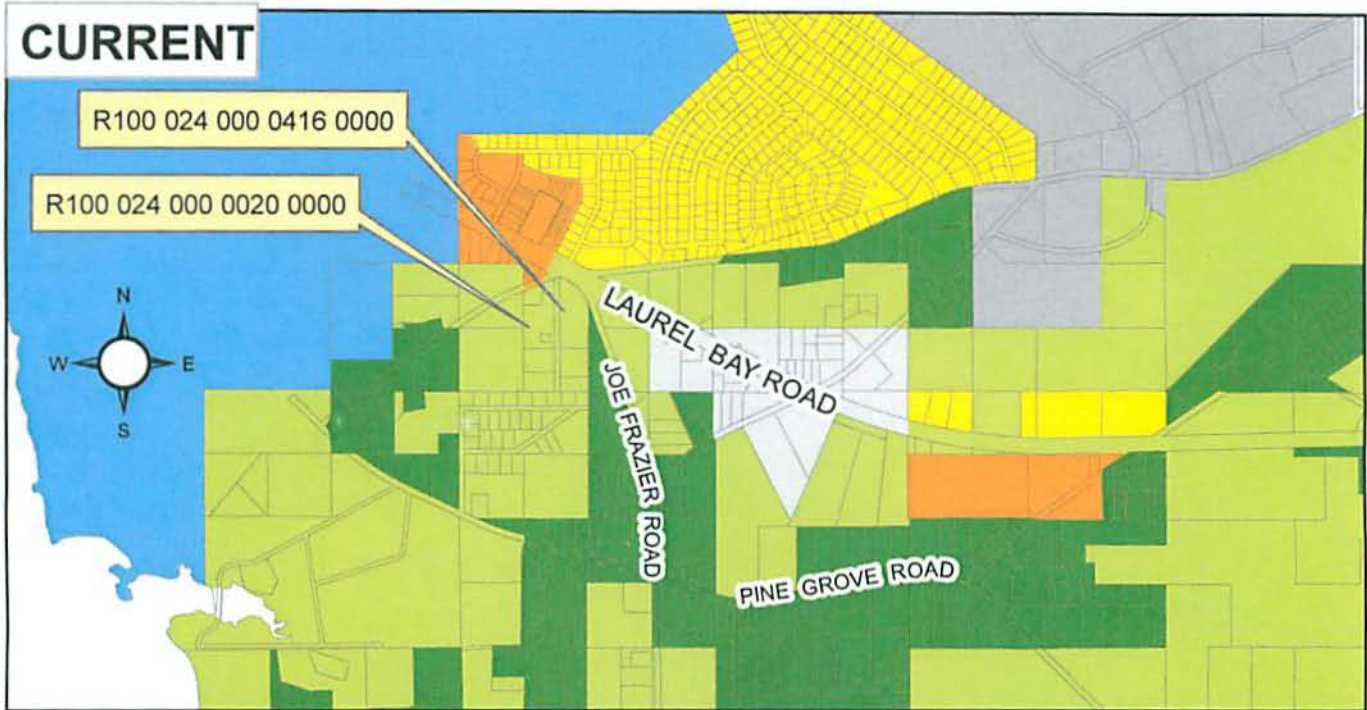 CURRENT
R100 024 000 0416 0000
R100 024 000 0020 0000
N
W E
S
LAUREL BAY ROAD
JOE FRAZIER ROAD
PINE GROVE ROAD